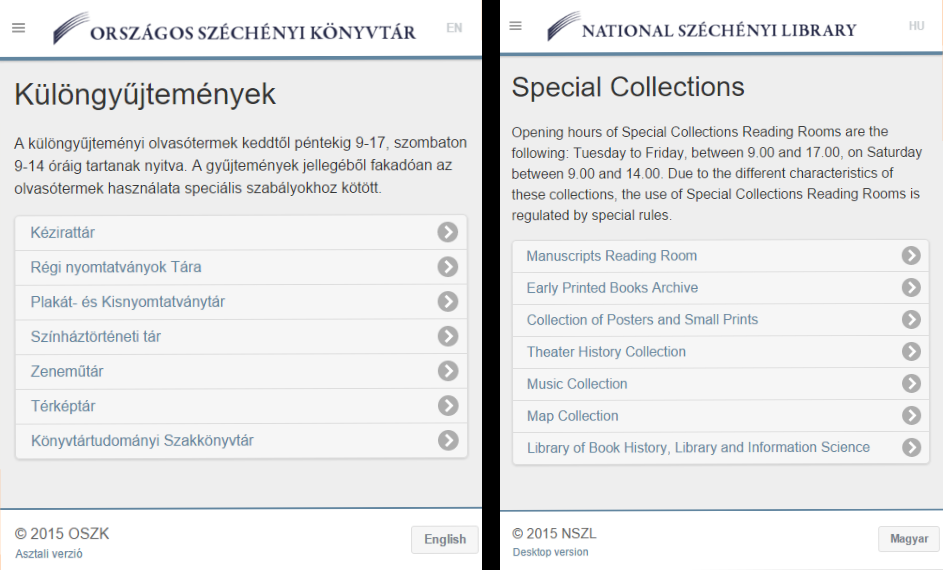 ORSZÁGOS SZÉCHÉNYI KÖNYVTÁR
EN
Különgyűjtemények
A különgyűjteményi olvasótermek keddtől péntekig 9-17, szombaton
9-14 óráig tartanak nyitva. A gyűjtemények jellegéből fakadóan az
olvasótermek használata speciális szabályokhoz kötött.
Kézirattár
Régi nyomtatványok Tára
Plakát- és Kisnyomtatványtár
Színháztörténeti tár
Zeneműtár
Térképtár
Könyvtártudományi Szakkönyvtár
© 2015 OSZK
Asztali verzió
English
NATIONAL SZÉCHÉNYI LIBRARY
HU
Special Collections
Opening hours of Special Collections Reading Rooms are the
following: Tuesday to Friday, between 9.00 and 17.00, on Saturday
between 9.00 and 14.00. Due to the different characteristics of
these collections, the use of Special Collections Reading Rooms is
regulated by special rules.
Manuscripts Reading Room
Early Printed Books Archive
Collection of Posters and Small Prints
Theater History Collection
Music Collection
Map Collection
Library of Book History, Library and Information Science
© 2015 NSZL
Desktop version
Magyar